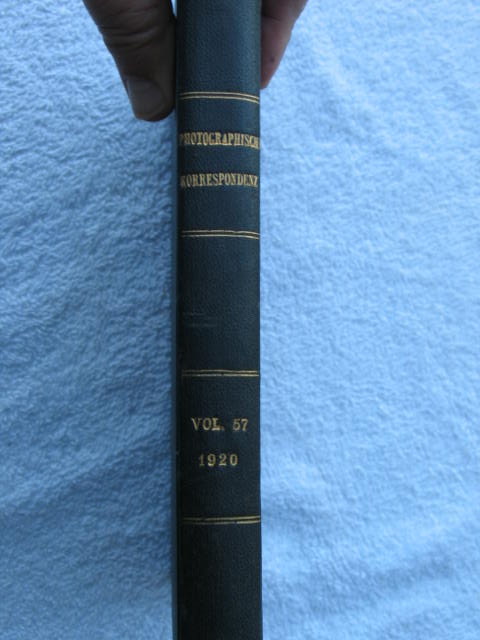 PHOTOGRAPHISCHE
KORRESPONDENZ
VOL. 57
1920